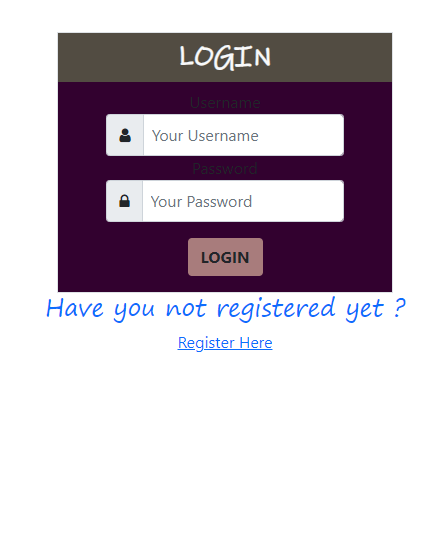 LOGIN
Username
Your Username
Password
Your Password
LOGIN
Have you not registered yet ?
Register Here